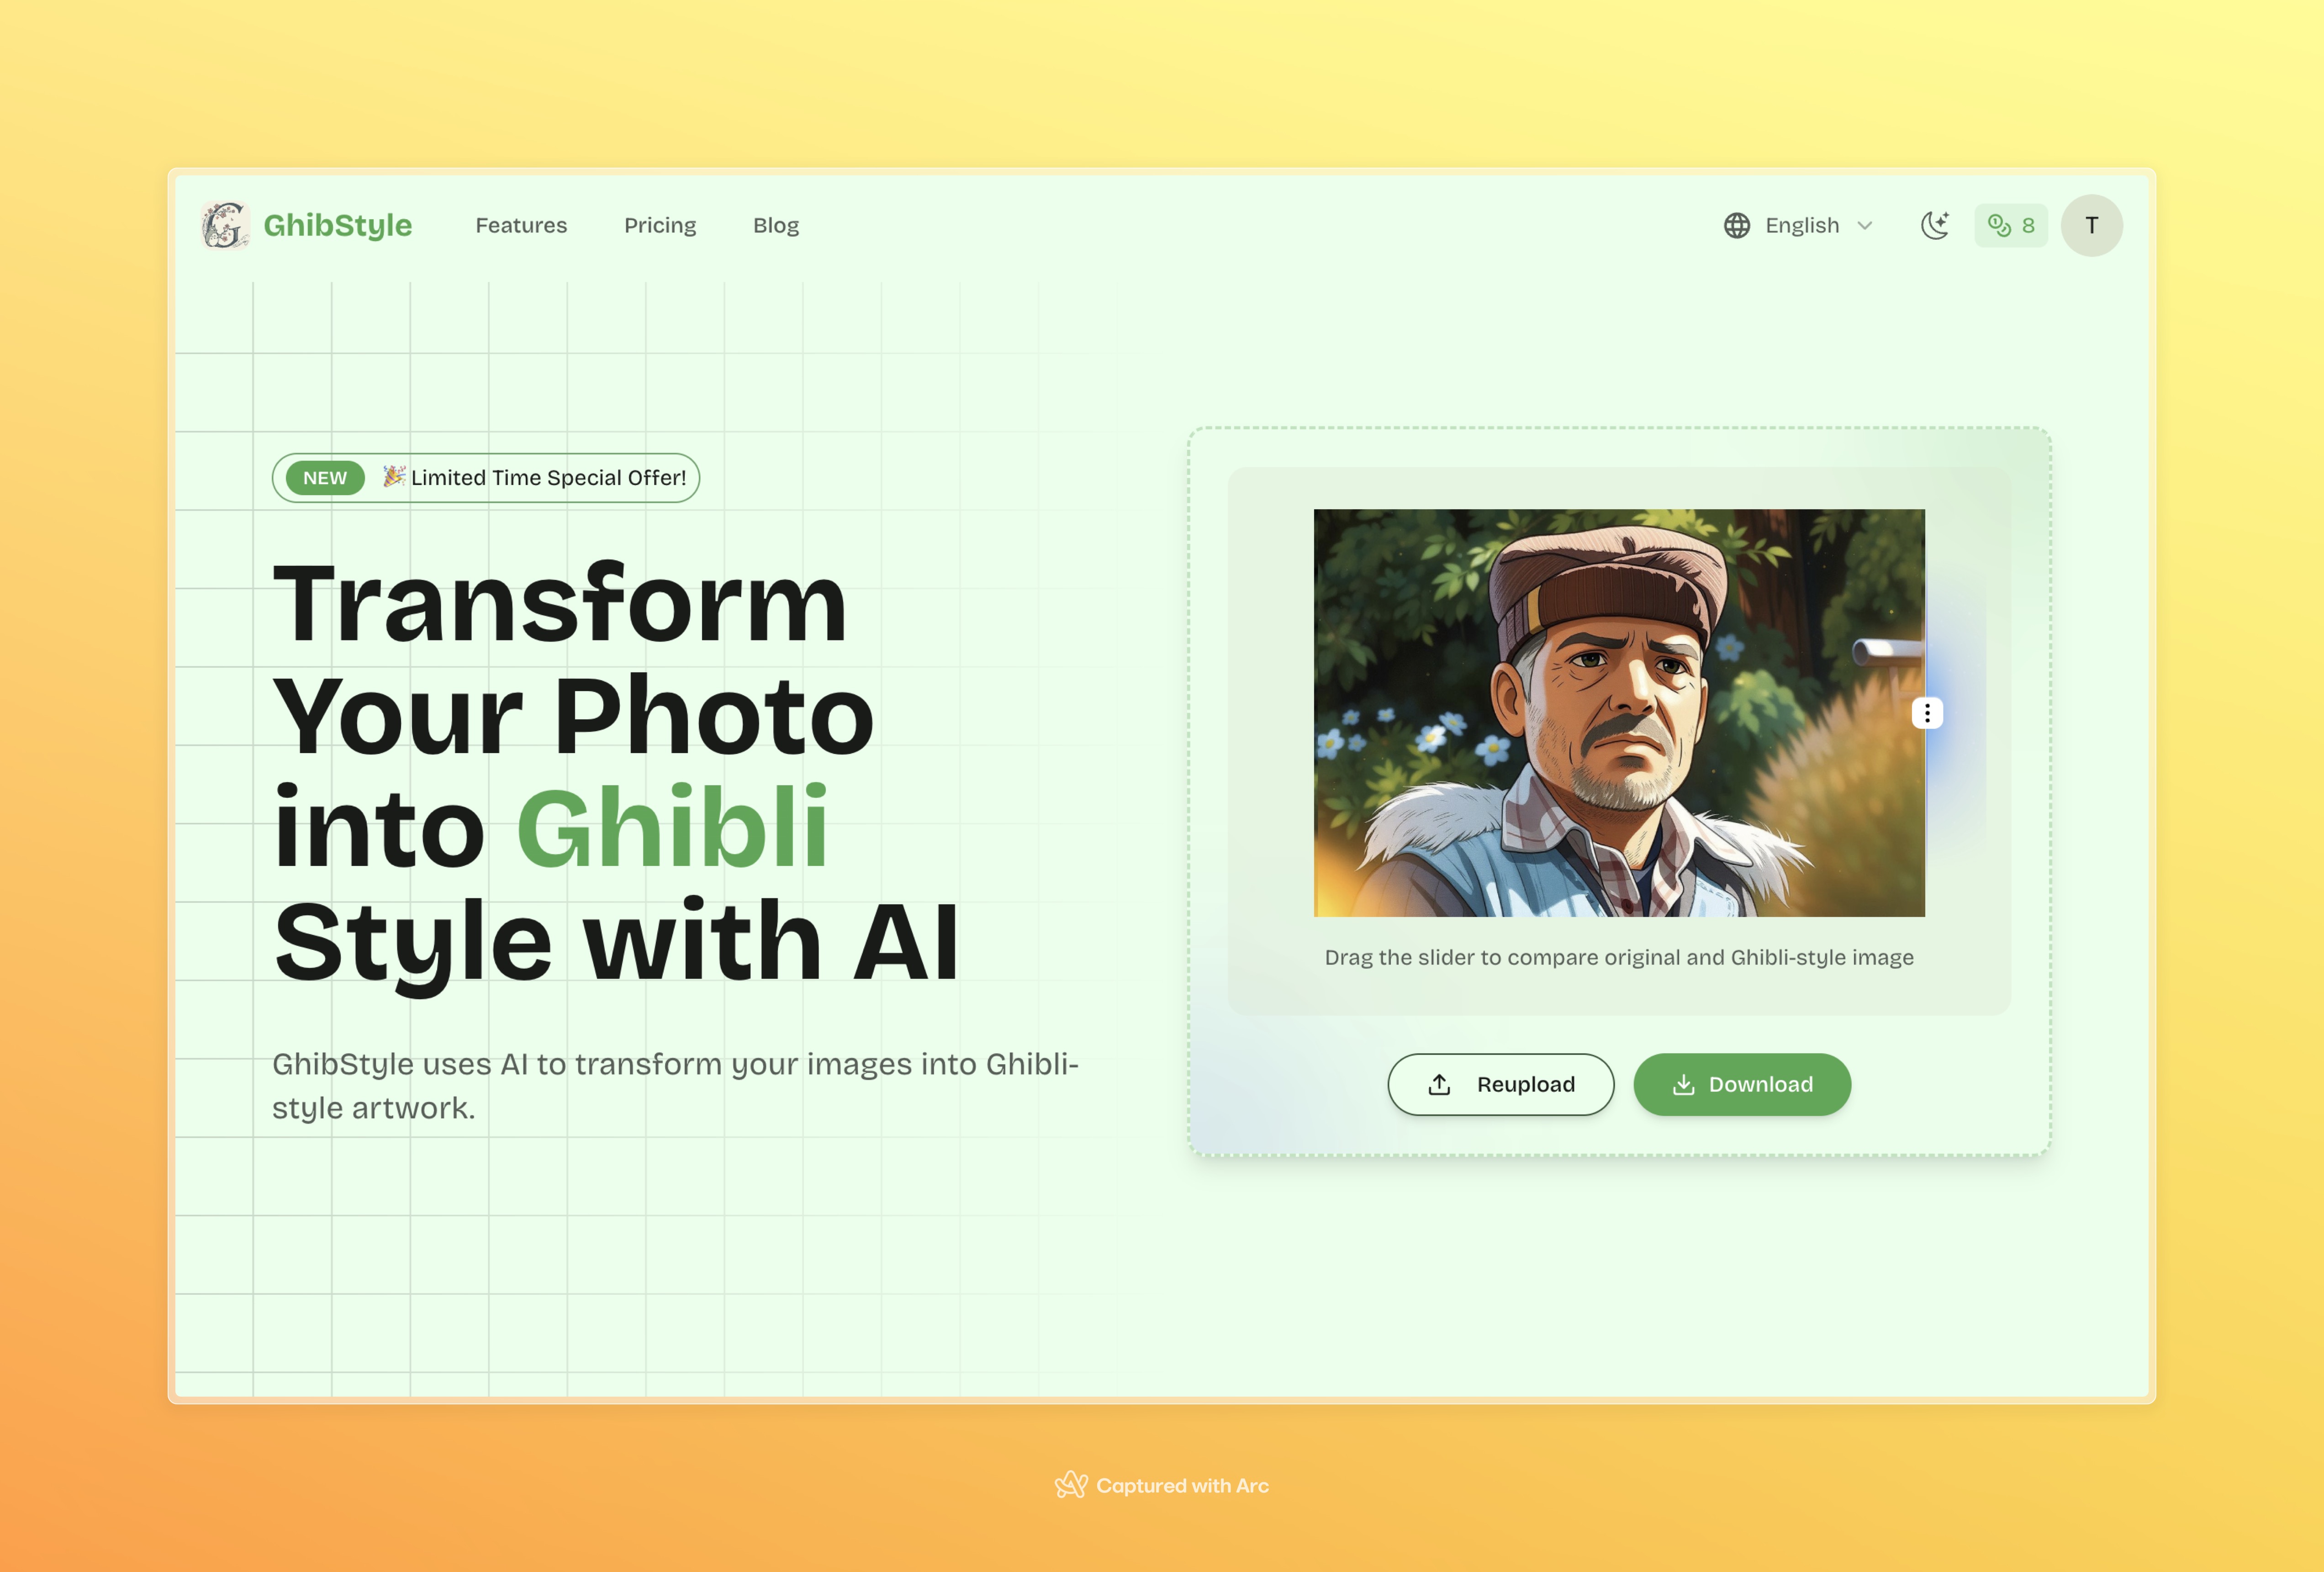 GhibStyle
Features
Pricing
Blog
English
8
T
NEW
🎉Limited Time Special Offer!
Transform
Your Photo
into Ghibli
Style with AI
GhibStyle uses AI to transform your images into Ghibli-
style artwork.
Drag the slider to compare original and Ghibli-style image
Reupload
Download
Captured with Arc